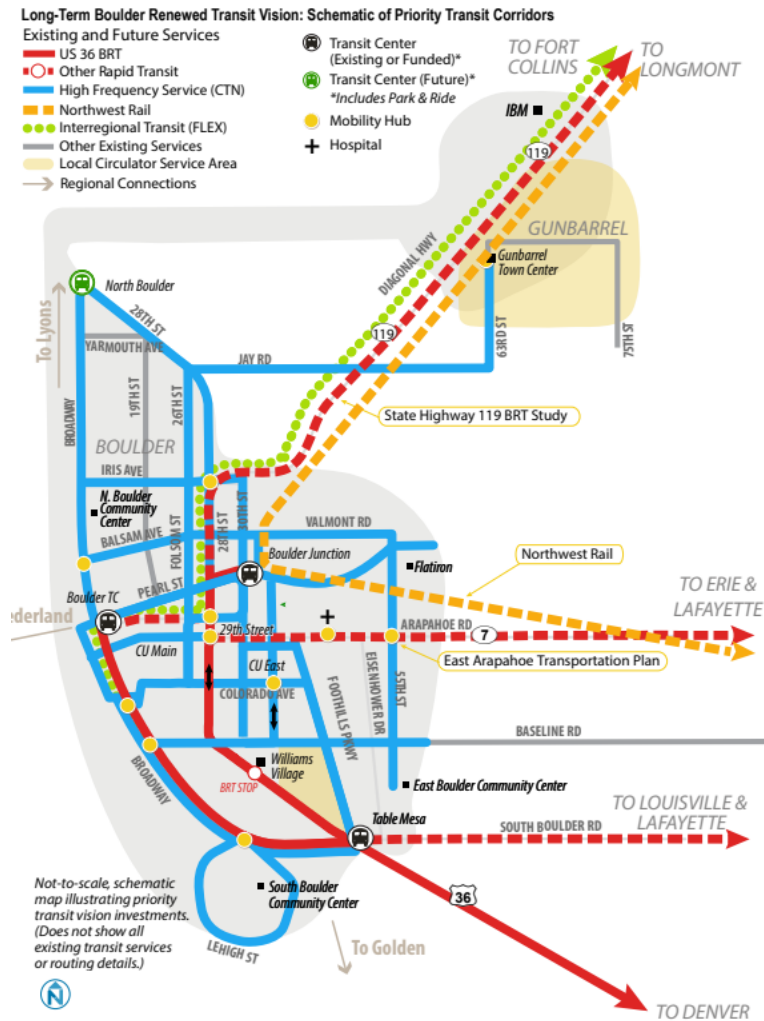 Long-Term Boulder Renewed Transit Vision: Schematic of Priority Transit Corridors
Existing and Future Services
US 36 BRT
Other Rapid Transit
High Frequency Service (CTN)
Northwest Rail
Interregional Transit (FLEX)
Other Existing Services
Local Circulator Service Area
Regional Connections
Transit Center
(Existing or Funded)*
Transit Center (Future)*
*Includes Park & Ride
Mobility Hub
Hospital
TO FORT
COLLINS
TO
LONGMONT
IBM
119
GUNBARREL
Gunbarrel
Town Center
DIAGONAL HWY
63RD ST
75TH ST
119
North Boulder
28TH ST
To Lyons
YARMOUTH AVE
JAY RD
19TH ST
26TH ST
BROADWAY
State Highway 119 BRT Study
BOULDER
IRIS AVE
N. Boulder
Community
Center
FOLSOM ST
28TH ST
30TH ST
VALMONT RD
BALSAM AVE
Boulder Junction
Northwest Rail
Flatiron
PEARL ST
Boulder TC
TO ERIE &
LAFAYETTE
ederland
29th Street
ARAPAHOE RD
7
CU Main
East Arapahoe Transportation Plan
CU East
COLORADO AVE
FOOTHILLS PKWY
EISENHOWER DR
55TH ST
BASELINE RD
BROADWAY
Williams
Village
BRT STOP
East Boulder Community Center
Table Mesa
TO LOUISVILLE &
LAFAYETTE
SOUTH BOULDER RD
Not-to-scale, schematic
map illustrating priority
transit vision investments.
(Does not show all
existing transit services
or routing details.)
South Boulder
Community Center
36
LEHIGH ST
To Golden
N
TO DENVER